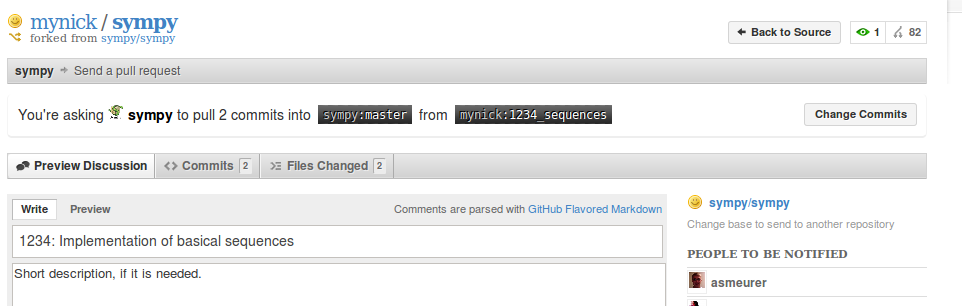 mynick / sympy
forked from sympy/sympy
Back to Source
1
82
sympy Send a pull request
You're asking sympy to pull 2 commits into sympy:master from mynick:1234_sequences
Change Commits
Preview Discussion
Commits 2
Files Changed 2
Write
Preview
Comments are parsed with GitHub Flavored Markdown
1234: Implementation of basical sequences
Short description, if it is needed.
sympy/sympy
Change base to send to another repository
PEOPLE TO BE NOTIFIED
asmeurer